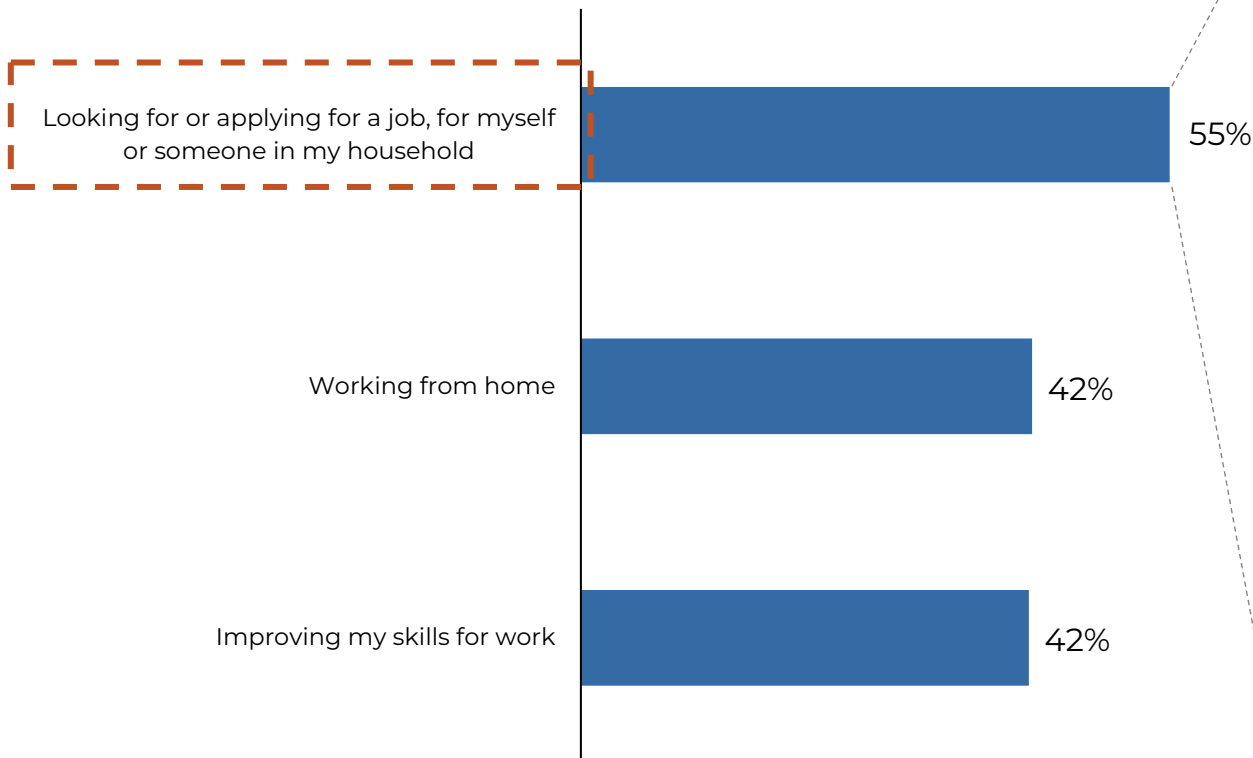 Looking for or applying for a job, for myself
or someone in my household
55%
Working from home
42%
Improving my skills for work
42%